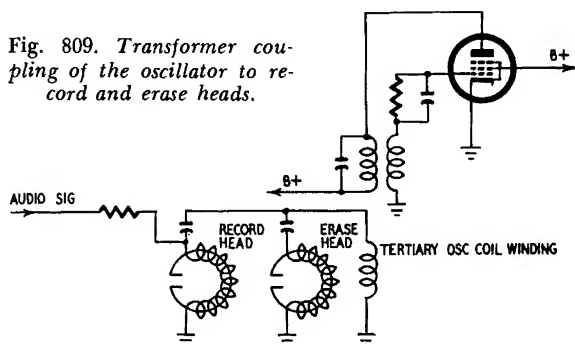 Fig. 809. Transformer cou-
pling of the oscillator to re-
cord and erase heads.
B+
B+
AUDIO SIG
RECORD
HEAD
ERASE
HEAD
TERTIARY OSC COIL WINDING